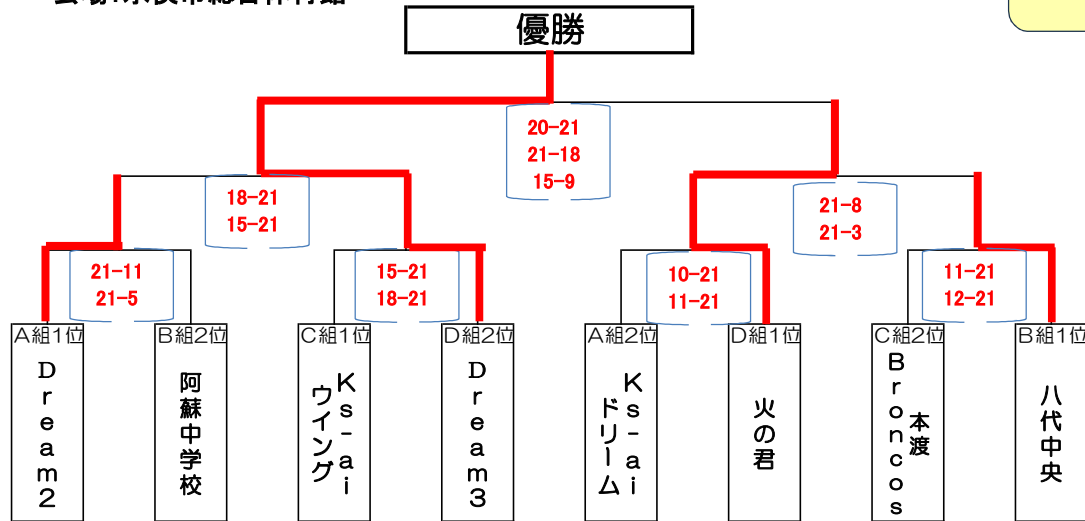 優勝
20-21
21-18
15-9
18-21
15-21
21-8
21-3
21-11
21-5
15-21
18-21
10-21
11-21
11-21
12-21
A組1位
B組2位
C組1位
D組2位
A組2位
D組1位
C組2位
B組1位
Dream2
阿蘇中学校
Ks-ai
ウイング
Dream3
Ks-ai
ドリーム
火の君
本渡
Broncos
八代中央